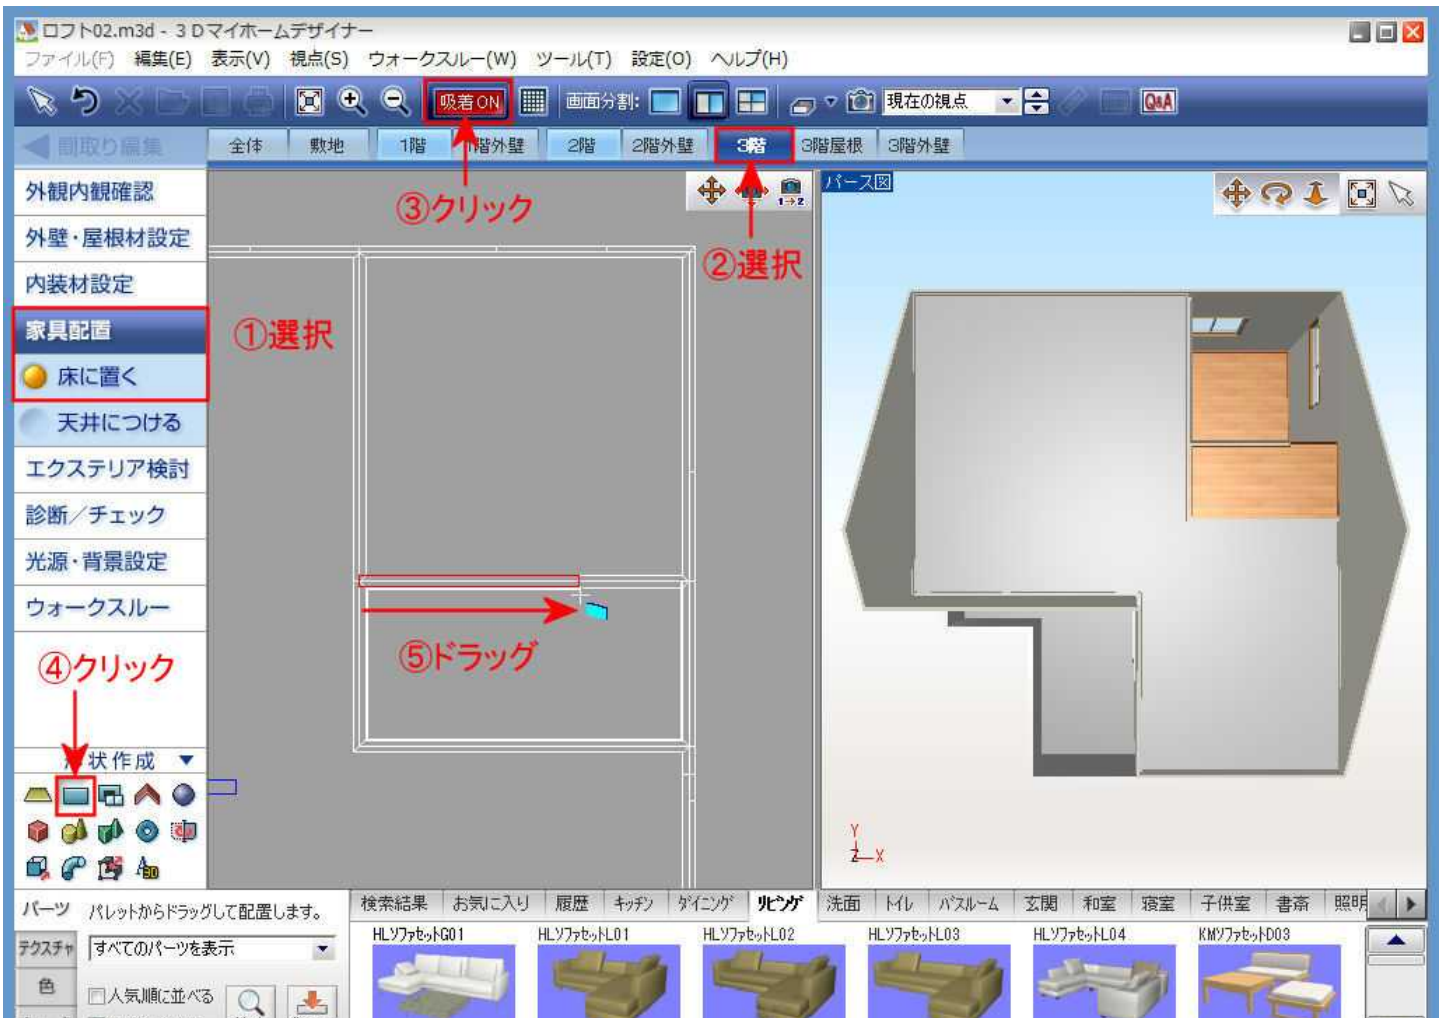 ロフト02.m3d - 3Dマイホームデザイナー
ファイル(F) 編集(E) 表示(V) 視点(S) ウォークスルー(W) ツール(T) 設定(O) ヘルプ(H)
吸着ON 画面分割: 現在の視点 Q&A
間取り編集 全体 敷地 1階 1階外壁 2階 2階外壁 3階 3階屋根 3階外壁
外観内観確認
外壁・屋根材設定
内装材設定
家具配置
床に置く
天井につける
エクステリア検討
診断/チェック
光源・背景設定
ウォークスルー
③クリック
1→2
パース図
②選択
①選択
⑤ドラッグ
④クリック
状作成
3D
Y
Z X
パーツ パレットからドラッグして配置します。
テクスチャ すべてのパーツを表示
色
人気順に並べる
検索結果 お気に入り 履歴 キッチン ダイニング リビング 洗面 トイレ バスルーム 玄関 和室 寝室 子供室 書斎 照明
HLソファセットG01 HLソファセットL01 HLソファセットL02 HLソファセットL03 HLソファセットL04 KMソファセットD03